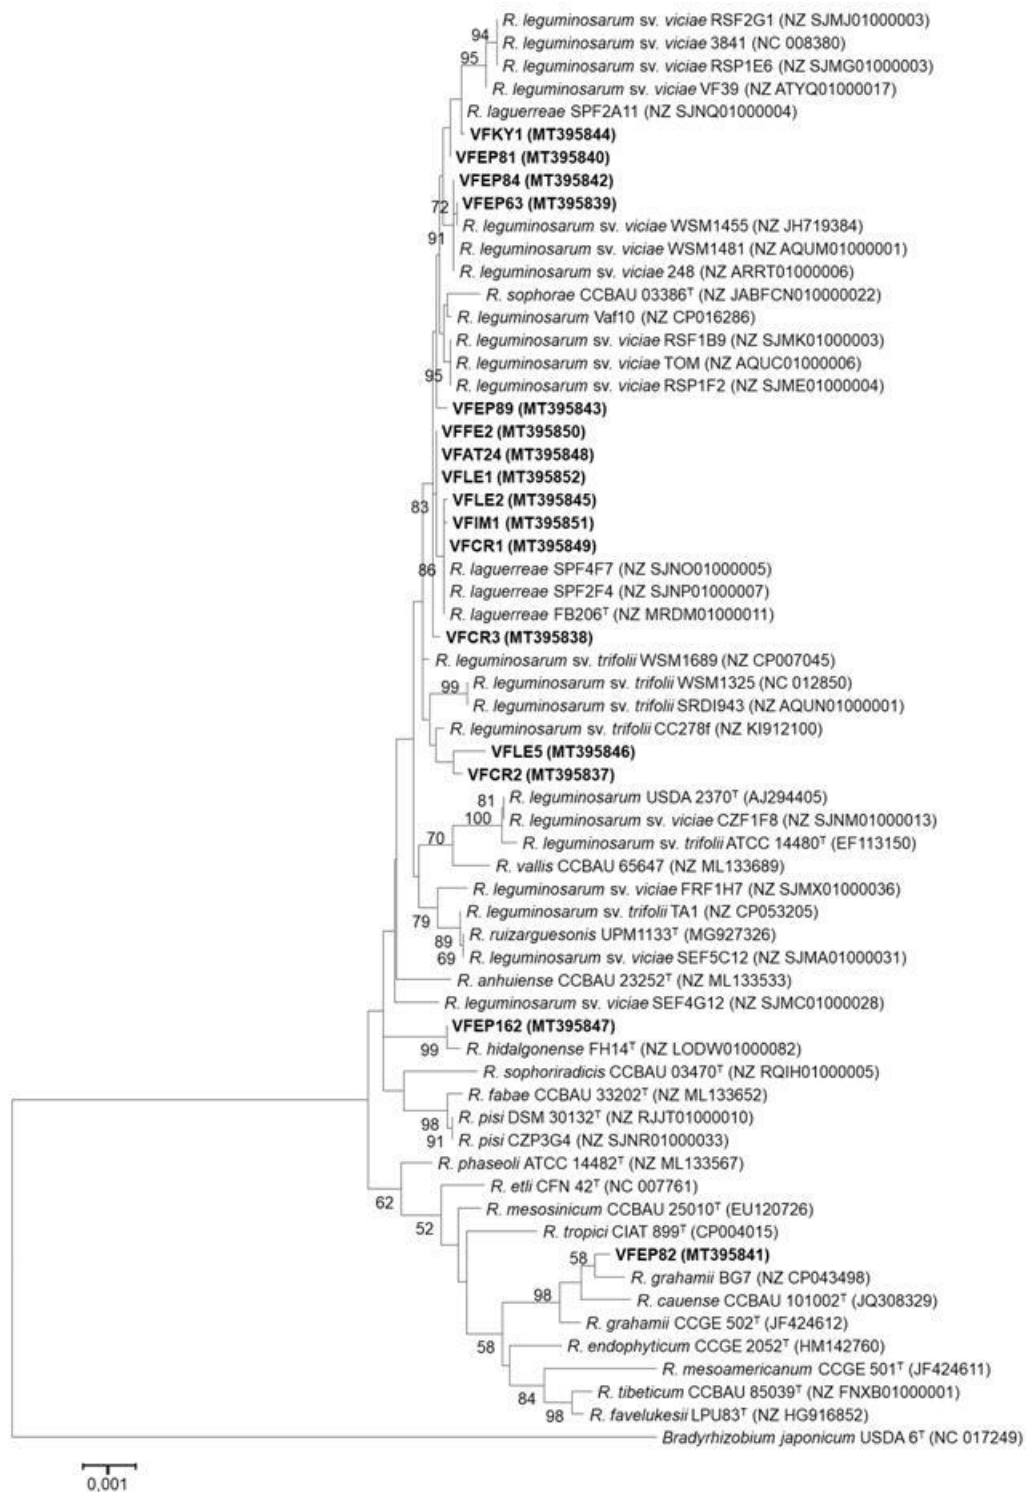 R. leguminosarum sv. viciae RSF2G1 (NZ SJMJ01000003)
94
R. leguminosarum sv. viciae 3841 (NC 008380)
95
R. leguminosarum sv. viciae RSP1E6 (NZ SJMG01000003)
R. leguminosarum sv. viciae VF39 (NZ ATYQ01000017)
R. laguerreae SPF2A11 (NZ SJNQ01000004)
VFKY1 (MT395844)
VFEP81 (MT395840)
VFEP84 (MT395842)
72
VFEP63 (MT395839)
R. leguminosarum sv. viciae WSM1455 (NZ JH719384)
91
R. leguminosarum sv. viciae WSM1481 (NZ AQUM01000001)
R. leguminosarum sv. viciae 248 (NZ ARRT01000006)
R. sophorae CCBAU 03386ᵀ (NZ JABFCN010000022)
R. leguminosarum Vaf10 (NZ CP016286)
R. leguminosarum sv. viciae RSF1B9 (NZ SJMK01000003)
R. leguminosarum sv. viciae TOM (NZ AQUC01000006)
95
R. leguminosarum sv. viciae RSP1F2 (NZ SJME01000004)
VFEP89 (MT395843)
VFFE2 (MT395850)
VFAT24 (MT395848)
VFLE1 (MT395852)
VFLE2 (MT395845)
83
VFIM1 (MT395851)
VFCR1 (MT395849)
86
R. laguerreae SPF4F7 (NZ SJNO01000005)
R. laguerreae SPF2F4 (NZ SJNP01000007)
R. laguerreae FB206ᵀ (NZ MRDM01000011)
VFCR3 (MT395838)
R. leguminosarum sv. trifolii WSM1689 (NZ CP007045)
99
R. leguminosarum sv. trifolii WSM1325 (NC 012850)
R. leguminosarum sv. trifolii SRDI943 (NZ AQUN01000001)
R. leguminosarum sv. trifolii CC278f (NZ KI912100)
VFLE5 (MT395846)
VFCR2 (MT395837)
81
R. leguminosarum USDA 2370ᵀ (AJ294405)
100
R. leguminosarum sv. viciae CZF1F8 (NZ SJNM01000013)
70
R. leguminosarum sv. trifolii ATCC 14480ᵀ (EF113150)
R. vallis CCBAU 65647 (NZ ML133689)
R. leguminosarum sv. viciae FRF1H7 (NZ SJMX01000036)
79
R. leguminosarum sv. trifolii TA1 (NZ CP053205)
89
R. ruizarguesonis UPM1133ᵀ (MG927326)
69
R. leguminosarum sv. viciae SEF5C12 (NZ SJMA01000031)
R. anhuiense CCBAU 23252ᵀ (NZ ML133533)
R. leguminosarum sv. viciae SEF4G12 (NZ SJMC01000028)
VFEP162 (MT395847)
99
R. hidalgonense FH14ᵀ (NZ LODW01000082)
R. sophoriradicis CCBAU 03470ᵀ (NZ RQIH01000005)
R. fabae CCBAU 33202ᵀ (NZ ML133652)
98
R. pisi DSM 30132ᵀ (NZ RJJT01000010)
91
R. pisi CZP3G4 (NZ SJNR01000033)
R. phaseoli ATCC 14482ᵀ (NZ ML133567)
62
R. etli CFN 42ᵀ (NC 007761)
52
R. mesosinicum CCBAU 25010ᵀ (EU120726)
R. tropici CIAT 899ᵀ (CP004015)
58
VFEP82 (MT395841)
R. grahamii BG7 (NZ CP043498)
98
R. cauense CCBAU 101002ᵀ (JQ308329)
R. grahamii CCGE 502ᵀ (JF424612)
58
R. endophyticum CCGE 2052ᵀ (HM142760)
R. mesoamericanum CCGE 501ᵀ (JF424611)
84
R. tibeticum CCBAU 85039ᵀ (NZ FNXB01000001)
98
R. favelukesii LPU83ᵀ (NZ HG916852)
Bradyrhizobium japonicum USDA 6ᵀ (NC 017249)
0,001